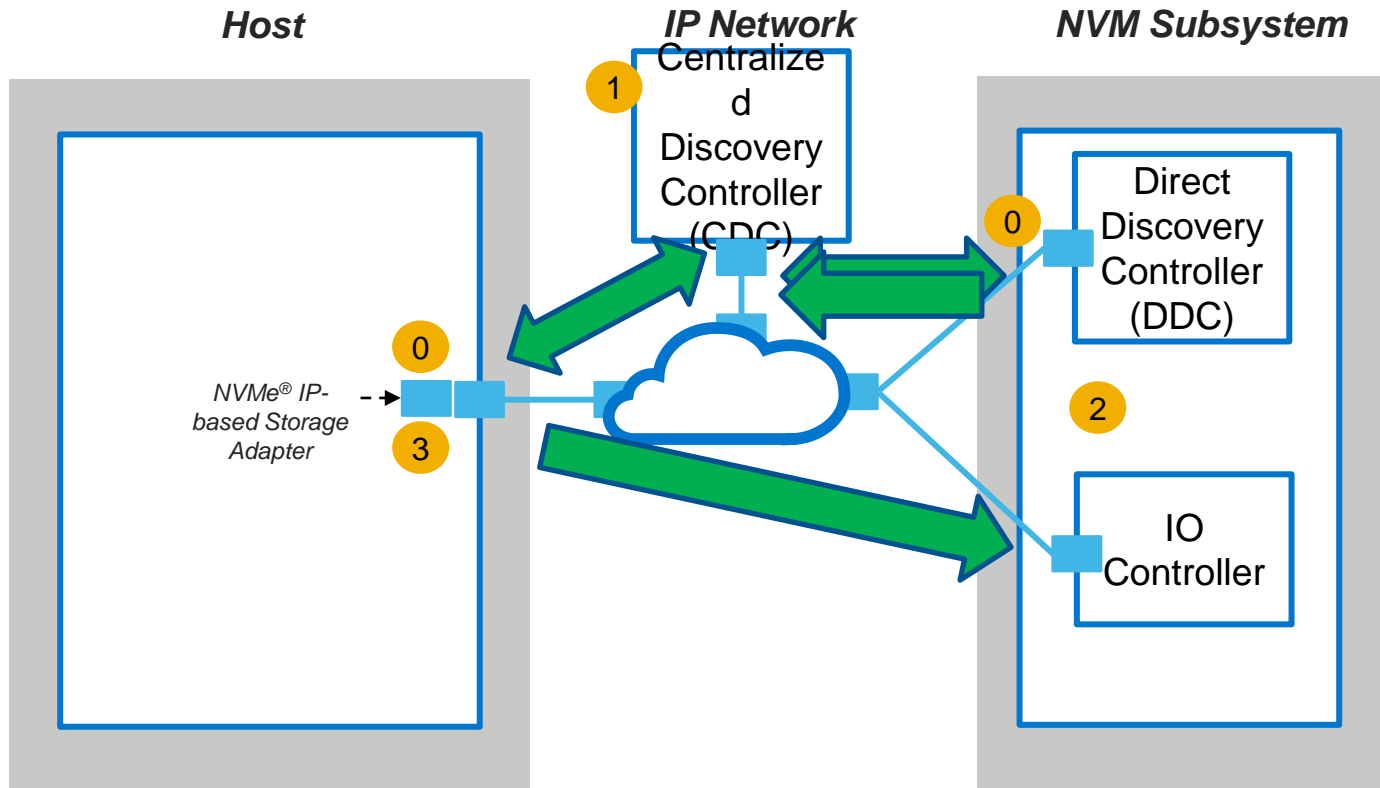 Host
IP Network
NVM Subsystem
1
Centralize
d
Discovery
Controller
(CDC)
0
Direct
Discovery
Controller
(DDC)
0
NVMe® IP-
based Storage
Adapter
3
2
IO
Controller